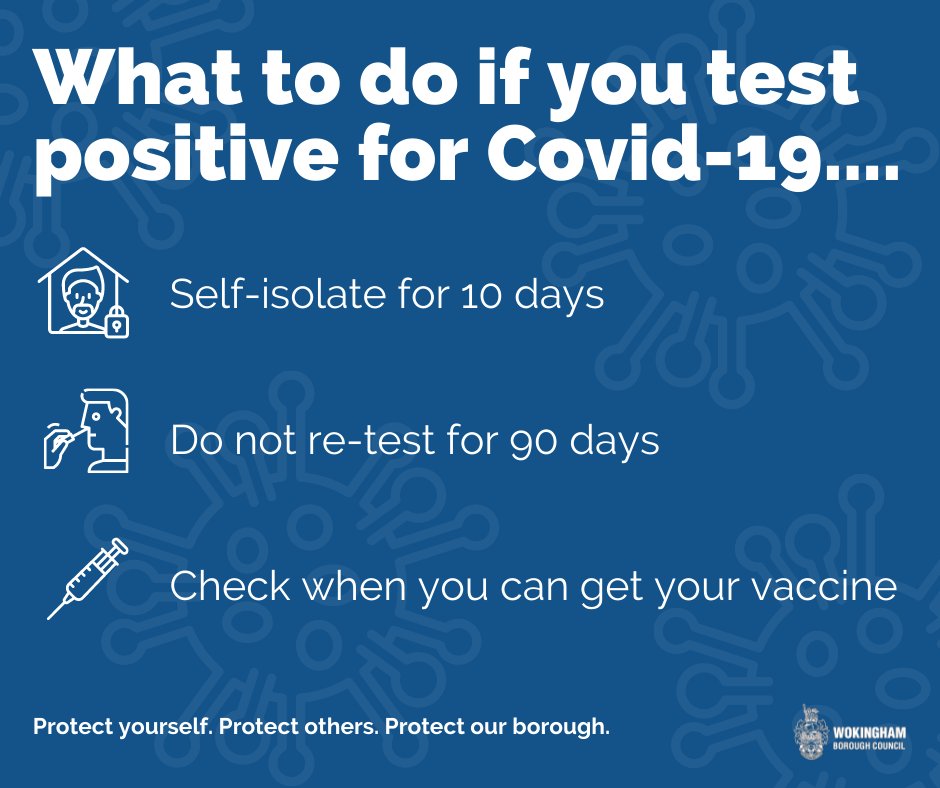 What to do if you test
positive for Covid-19....
Self-isolate for 10 days
Do not re-test for 90 days
Check when you can get your vaccine
Protect yourself. Protect others. Protect our borough.
WOKINGHAM
BOROUGH COUNCIL